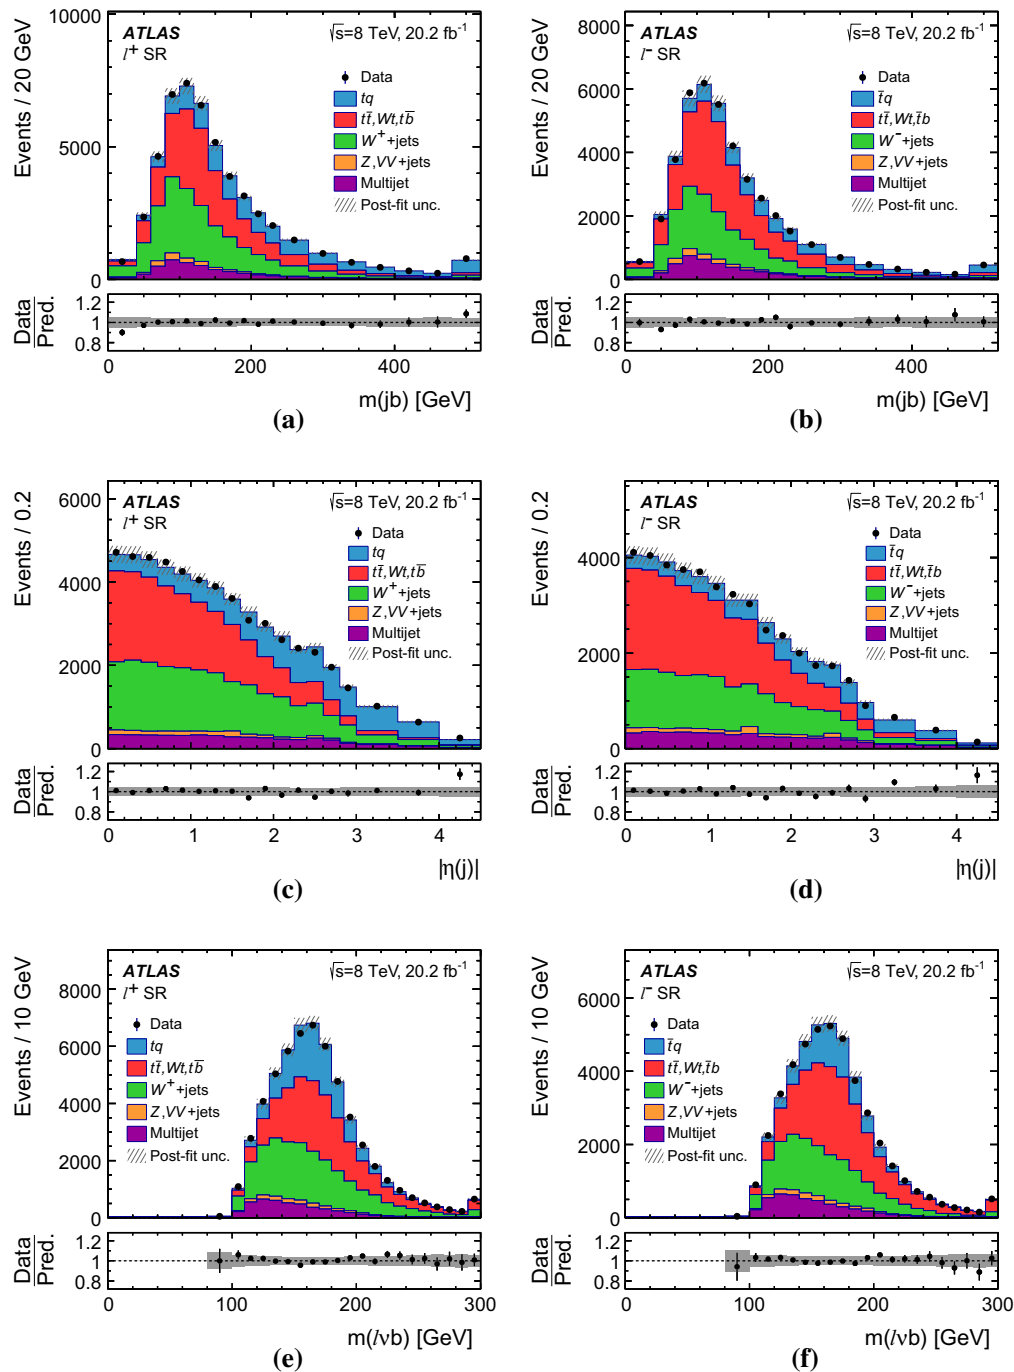 Events / 20 GeV
10000
5000
0
ATLAS
l⁺ SR
√s=8 TeV, 20.2 fb⁻¹
Data
tq
tt̄,Wt,tb̄
W⁺+jets
Z,VV+jets
Multijet
Post-fit unc.
Data
Pred.
1.2
1
0.8
0 200 400
m(jb) [GeV]
(a)
Events / 20 GeV
8000
6000
4000
2000
0
ATLAS
l⁻ SR
√s=8 TeV, 20.2 fb⁻¹
Data
t̄q
tt̄,Wt,t̄b
W⁻+jets
Z,VV+jets
Multijet
Post-fit unc.
Data
Pred.
1.2
1
0.8
0 200 400
m(jb) [GeV]
(b)
Events / 0.2
6000
4000
2000
0
ATLAS
l⁺ SR
√s=8 TeV, 20.2 fb⁻¹
Data
tq
tt̄,Wt,tb̄
W⁺+jets
Z,VV+jets
Multijet
Post-fit unc.
Data
Pred.
1.2
1
0.8
0 1 2 3 4
|η(j)|
(c)
Events / 0.2
4000
2000
0
ATLAS
l⁻ SR
√s=8 TeV, 20.2 fb⁻¹
Data
t̄q
tt̄,Wt,t̄b
W⁻+jets
Z,VV+jets
Multijet
Post-fit unc.
Data
Pred.
1.2
1
0.8
0 1 2 3 4
|η(j)|
(d)
Events / 10 GeV
8000
6000
4000
2000
0
ATLAS
l⁺ SR
√s=8 TeV, 20.2 fb⁻¹
Data
tq
tt̄,Wt,tb̄
W⁺+jets
Z,VV+jets
Multijet
Post-fit unc.
Data
Pred.
1.2
1
0.8
0 100 200 300
m(lνb) [GeV]
(e)
Events / 10 GeV
6000
4000
2000
0
ATLAS
l⁻ SR
√s=8 TeV, 20.2 fb⁻¹
Data
t̄q
tt̄,Wt,t̄b
W⁻+jets
Z,VV+jets
Multijet
Post-fit unc.
Data
Pred.
1.2
1
0.8
0 100 200 300
m(lνb) [GeV]
(f)